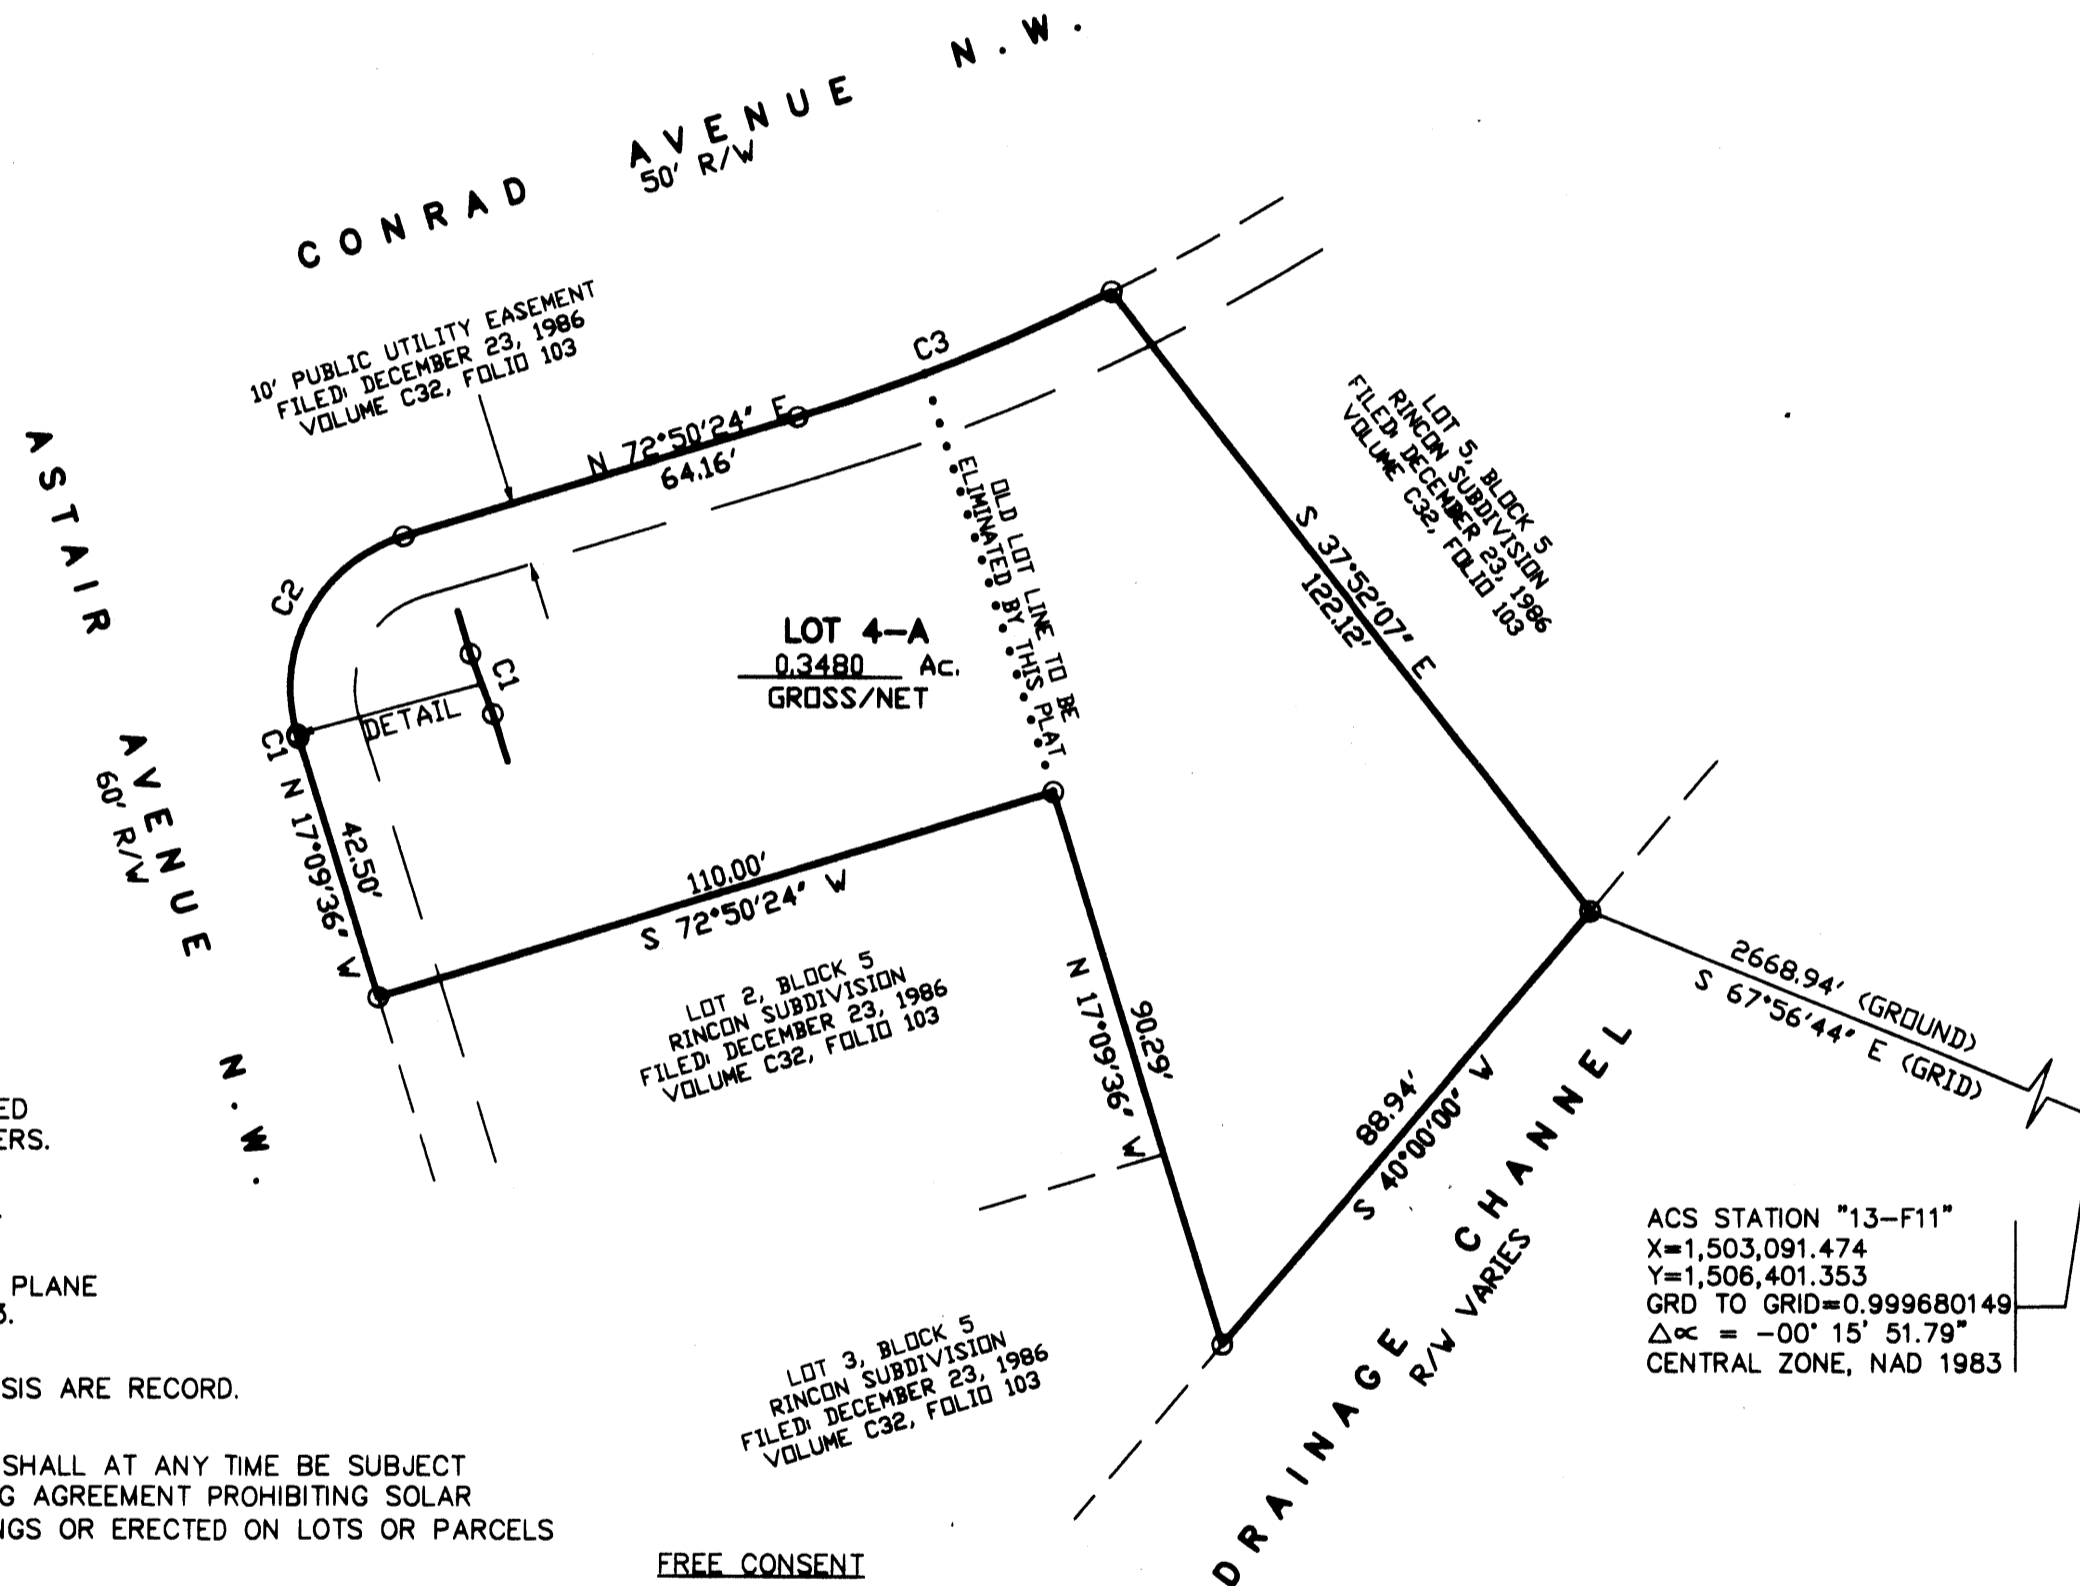 CONRAD AVENUE N.W.
50' R/W
10' PUBLIC UTILITY EASEMENT
FILED: DECEMBER 23, 1986
VOLUME C32, FOLIO 103
ASTAIR AVENUE N.W.
60' R/W
N 72°50'24" E
64.16'
C3
C2
C1
C1
DETAIL
N 17°09'36" W
42.50'
LOT 4-A
0.3480 Ac.
GROSS/NET
OLD LOT LINE TO BE
ELIMINATED BY THIS PLAT
LOT 5, BLOCK 5
RINCON SUBDIVISION
FILED: DECEMBER 23, 1986
VOLUME C32, FOLIO 103
S 37°52'07" E
122.12'
110.00'
S 72°50'24" W
LOT 2, BLOCK 5
RINCON SUBDIVISION
FILED: DECEMBER 23, 1986
VOLUME C32, FOLIO 103
90.29'
N 17°09'36" W
88.94'
S 40°00'00" W
DRAINAGE CHANNEL
R/W VARIES
2668.94' (GROUND)
S 67°56'44" E (GRID)
LOT 3, BLOCK 5
RINCON SUBDIVISION
FILED: DECEMBER 23, 1986
VOLUME C32, FOLIO 103
ACS STATION "13-F11"
X=1,503,091.474
Y=1,506,401.353
GRD TO GRID=0.999680149
△∝ = -00° 15' 51.79"
CENTRAL ZONE, NAD 1983
ED
ERS.
PLANE
3.
SIS ARE RECORD.
SHALL AT ANY TIME BE SUBJECT
G AGREEMENT PROHIBITING SOLAR
NGS OR ERECTED ON LOTS OR PARCELS
FREE CONSENT